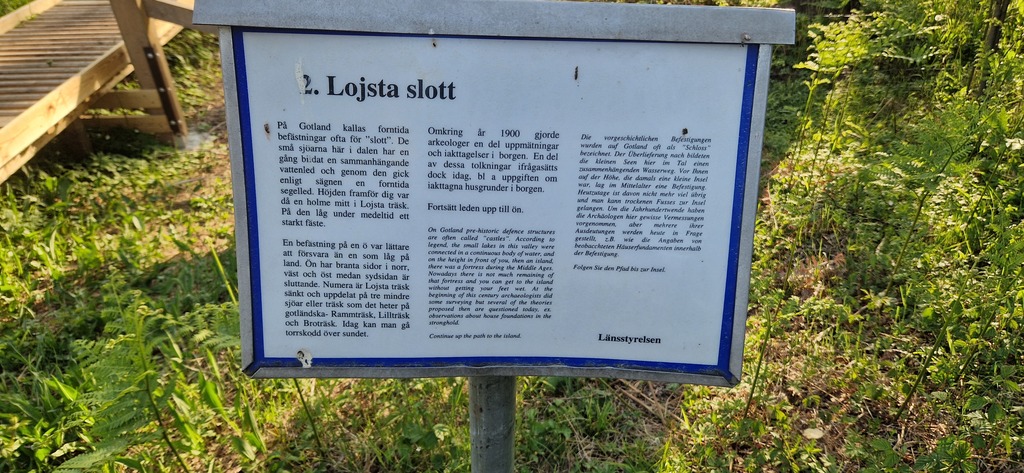 2. Lojsta slott
På Gotland kallas forntida
befästningar ofta för "slott". De
små sjöarna här i dalen har en
gång bildat en sammanhängande
vattenled och genom den gick
enligt sägnen en forntida
segelled. Höjden framför dig var
då en holme mitt i Lojsta träsk.
På den låg under medeltid ett
starkt fäste.
En befästning på en ö var lättare
att försvara än en som låg på
land. Ön har branta sidor i norr,
väst och öst medan sydsidan är
sluttande. Numera är Lojsta träsk
sänkt och uppdelat på tre mindre
sjöar eller träsk som det heter på
gotländska- Rammträsk, Lillträsk
och Broträsk. Idag kan man gå
torrskodd över sundet.
Omkring år 1900 gjorde
arkeologer en del uppmätningar
och iakttagelser i borgen. En del
av dessa tolkningar ifrågasätts
dock idag, bl a uppgiften om
iakttagna husgrunder i borgen.
Fortsätt leden upp till ön.
On Gotland pre-historic defence structures
are often called "castles". According to
legend, the small lakes in this valley were
connected in a continuous body of water, and
on the height in front of you, then an island,
there was a fortress during the Middle Ages.
Nowadays there is not much remaining of
that fortress and you can get to the island
without getting your feet wet. At the
beginning of this century archaeologists did
some surveying but several of the theories
proposed then are questioned today, ex.
observations about house foundations in the
stronghold.
Continue up the path to the island.
Die vorgeschichtlichen Befestigungen
wurden auf Gotland oft als "Schloss"
bezeichnet. Der Überlieferung nach bildeten
die kleinen Seen hier im Tal einen
zusammenhängenden Wasserweg. Vor Ihnen
auf der Höhe, die damals eine kleine Insel
war, lag im Mittelalter eine Befestigung.
Heutzutage ist davon nicht mehr viel übrig
und man kann trockenen Fusses zur Insel
gelangen. Um die Jahrhundertwende haben
die Archäologen hier gewisse Vermessungen
vorgenommen, aber mehrere ihrer
Ausdeutungen werden heute in Frage
gestellt, z.B. wie die Angaben von
beobachteten Häuserfundamenten innerhalb
der Befestigung.
Folgen Sie den Pfad bis zur Insel.
Länsstyrelsen